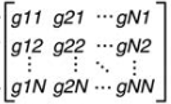 g11 g21 ⋯ gN1
g12 g22 ⋯ gN2
⋮ ⋮ ⋱ ⋮
g1N g2N ⋯ gNN